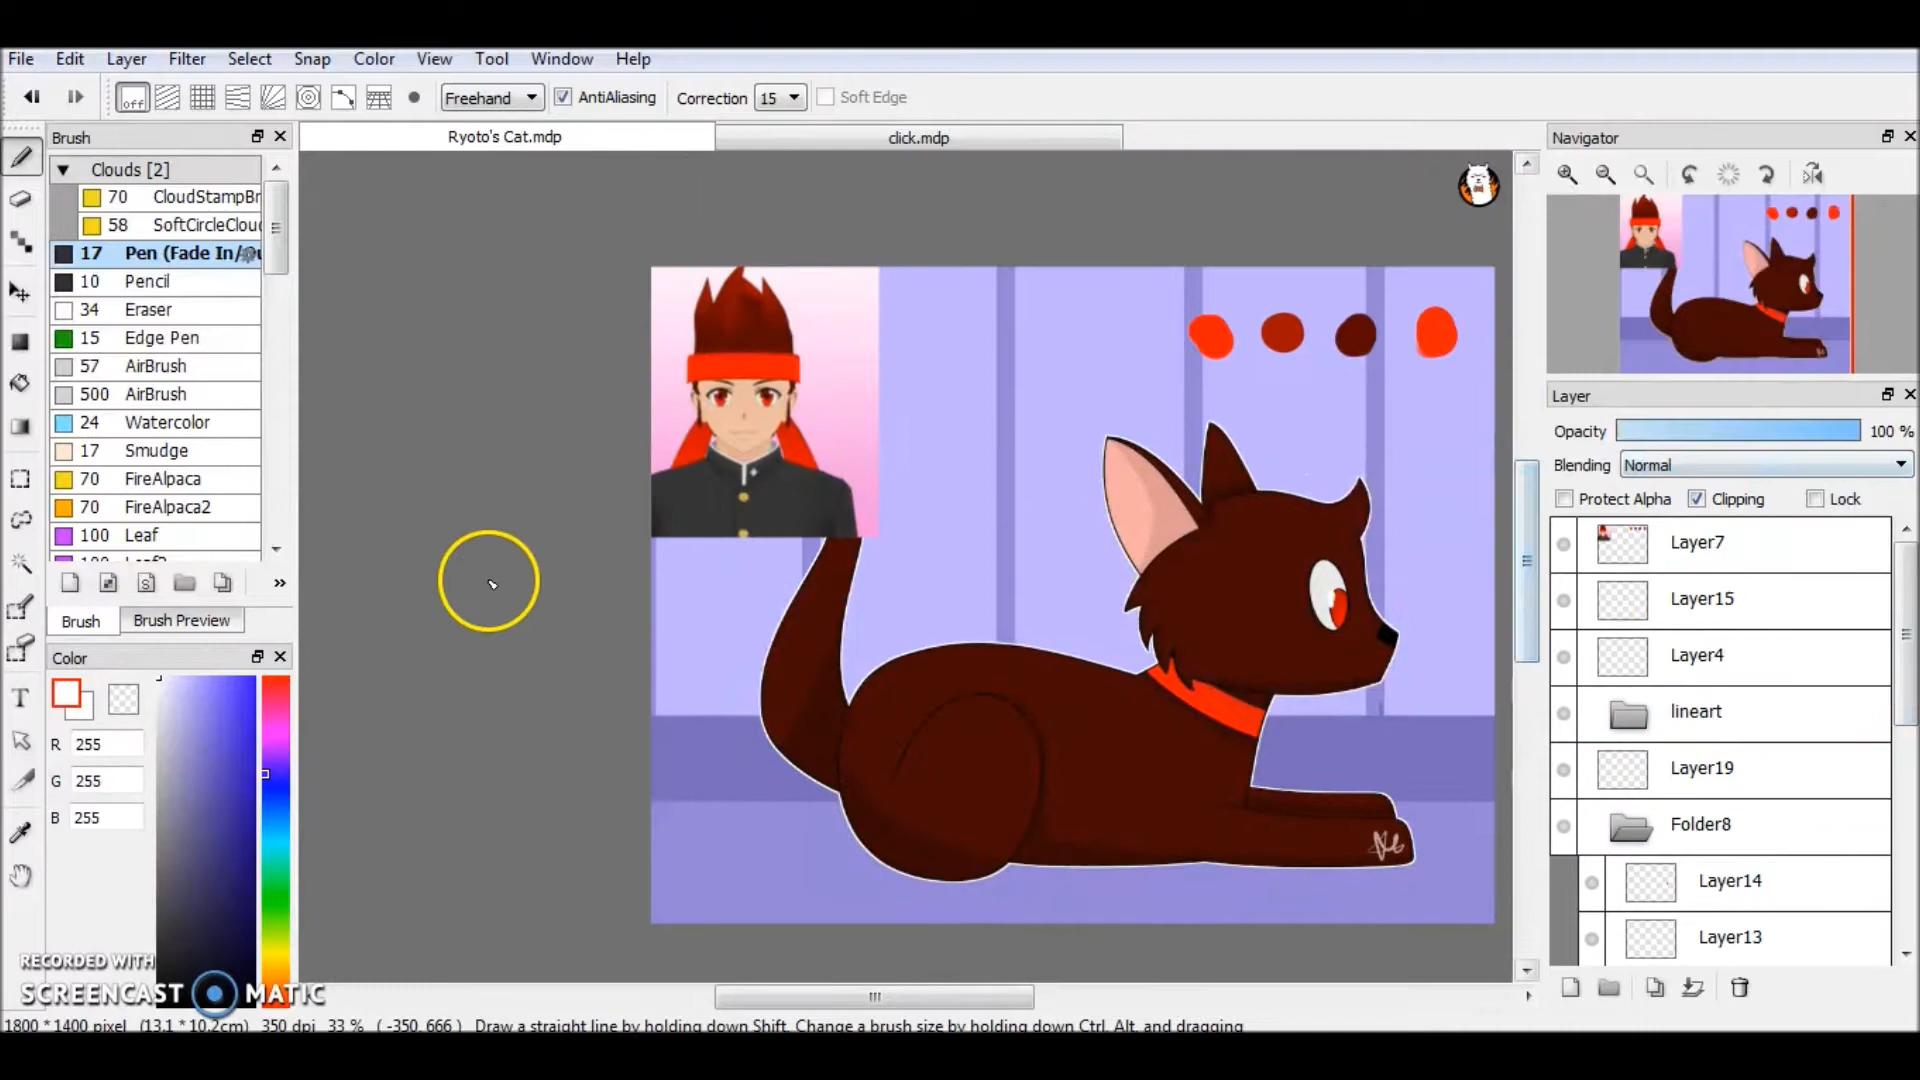 File Edit Layer Filter Select Snap Color View Tool Window Help
off Freehand AntiAliasing Correction 15 Soft Edge
Brush
Ryoto's Cat.mdp
click.mdp
Navigator
Clouds [2]
70 CloudStampBr
58 SoftCircleClou
17 Pen (Fade In/
10 Pencil
34 Eraser
15 Edge Pen
57 AirBrush
500 AirBrush
24 Watercolor
17 Smudge
70 FireAlpaca
70 FireAlpaca2
100 Leaf
Brush Brush Preview
Color
R 255
G 255
B 255
Layer
Opacity 100 %
Blending Normal
Protect Alpha Clipping Lock
Layer7
Layer15
Layer4
lineart
Layer19
Folder8
Layer14
Layer13
RECORDED WITH
SCREENCAST MATIC
1800 * 1400 pixel (13.1 * 10.2cm) 350 dpi 33 % ( -350, 666 ) Draw a straight line by holding down Shift, Change a brush size by holding down Ctrl, Alt, and dragging